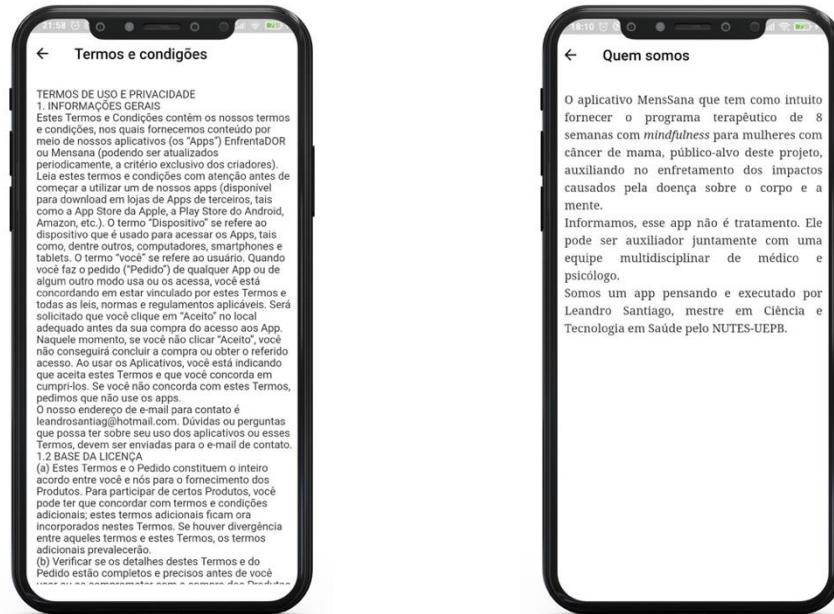 21:58
Termos e condigões
TERMOS DE USO E PRIVACIDADE
1. INFORMAÇÕES GERAIS
Estes Termos e Condições contêm os nossos termos
e condições, nos quais fornecemos conteúdo por
meio de nossos aplicativos (os “Apps”) EnfrentaDOR
ou Mensana (podendo ser atualizados
periodicamente, a critério exclusivo dos criadores).
Leia estes termos e condições com atenção antes de
começar a utilizar um de nossos apps (disponível
para download em lojas de Apps de terceiros, tais
como a App Store da Apple, a Play Store do Android,
Amazon, etc.). O termo “Dispositivo” se refere ao
dispositivo que é usado para acessar os Apps, tais
como, dentre outros, computadores, smartphones e
tablets. O termo “você” se refere ao usuário. Quando
você faz o pedido (“Pedido”) de qualquer App ou de
algum outro modo usa ou os acessa, você está
concordando em estar vinculado por estes Termos e
todas as leis, normas e regulamentos aplicáveis. Será
solicitado que você clique em “Aceito” no local
adequado antes da sua compra do acesso aos App.
Naquele momento, se você não clicar “Aceito”, você
não conseguirá concluir a compra ou obter o referido
acesso. Ao usar os Aplicativos, você está indicando
que aceita estes Termos e que você concorda em
cumpri-los. Se você não concorda com estes Termos,
pedimos que não use os apps.
O nosso endereço de e-mail para contato é
leandrosantiag@hotmail.com. Dúvidas ou perguntas
que possa ter sobre seu uso dos aplicativos ou esses
Termos, devem ser enviadas para o e-mail de contato.
1.2 BASE DA LICENÇA
(a) Estes Termos e o Pedido constituem o inteiro
acordo entre você e nós para o fornecimento dos
Produtos. Para participar de certos Produtos, você
pode ter que concordar com termos e condições
adicionais; estes termos adicionais ficam ora
incorporados nestes Termos. Se houver divergência
entre aqueles termos e estes Termos, os termos
adicionais prevalecerão.
(b) Verificar se os detalhes destes Termos e do
Pedido estão completos e precisos antes de você
18:10
Quem somos
O aplicativo MensSana que tem como intuito
fornecer o programa terapêutico de 8
semanas com mindfulness para mulheres com
câncer de mama, público-alvo deste projeto,
auxiliando no enfretamento dos impactos
causados pela doença sobre o corpo e a
mente.
Informamos, esse app não é tratamento. Ele
pode ser auxiliador juntamente com uma
equipe multidisciplinar de médico e
psicólogo.
Somos um app pensando e executado por
Leandro Santiago, mestre em Ciência e
Tecnologia em Saúde pelo NUTES-UEPB.